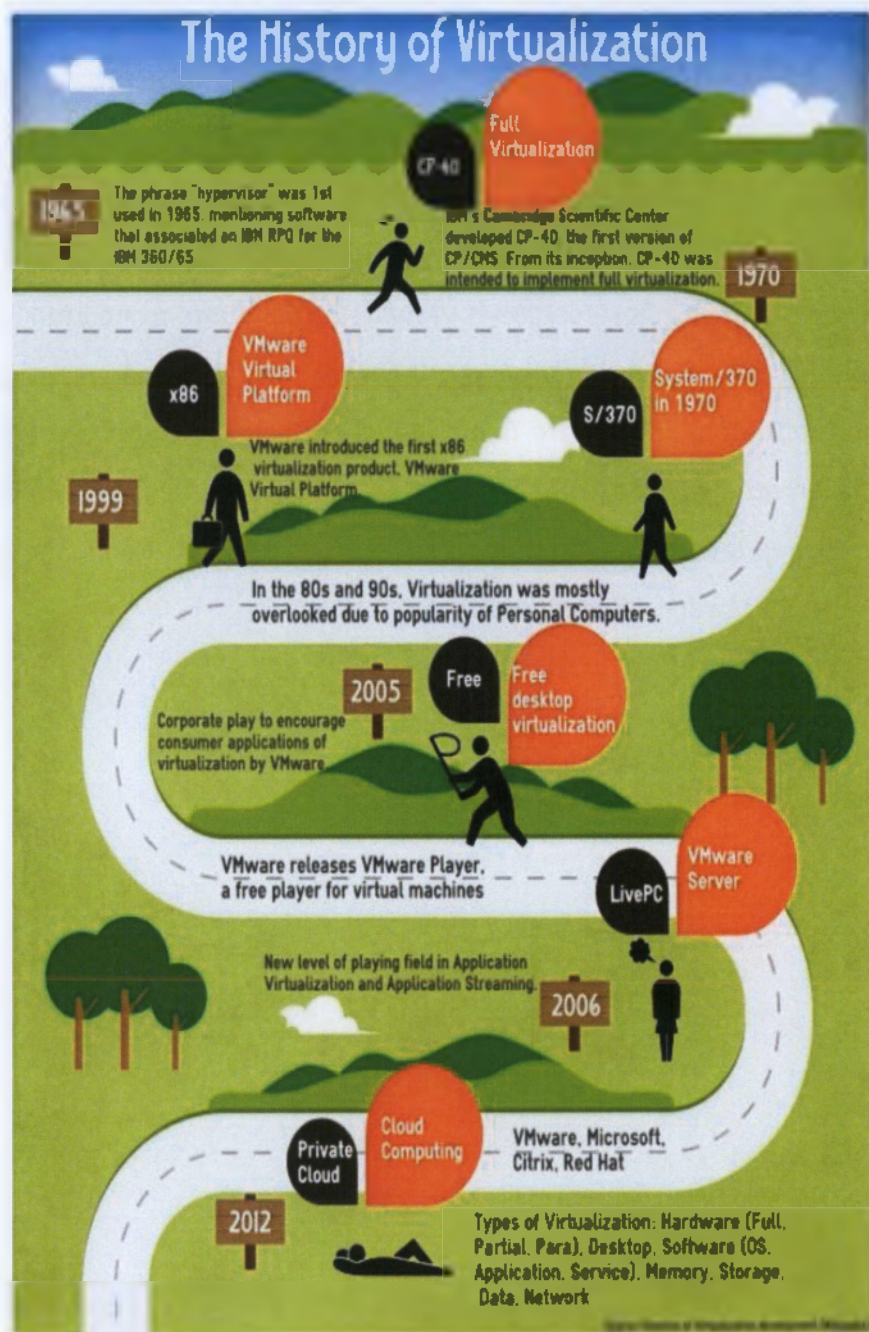 The History of Virtualization
Full
Virtualization
CP-40
1965
The phrase "hypervisor" was 1st
used in 1965, mentioning software
that associated an IBM RPQ for the
IBM 360/65
IBM's Cambridge Scientific Center
developed CP-40, the first version of
CP/CMS. From its inception, CP-40 was
intended to implement full virtualization.
1970
x86
VMware
Virtual
Platform
S/370
System/370
in 1970
1999
VMware introduced the first x86
virtualization product, VMware
Virtual Platform.
In the 80s and 90s, Virtualization was mostly
overlooked due to popularity of Personal Computers.
2005
Free
Free
desktop
virtualization
Corporate play to encourage
consumer applications of
virtualization by VMware.
VMware releases VMware Player,
a free player for virtual machines
LivePC
VMware
Server
New level of playing field in Application
Virtualization and Application Streaming.
2006
Private
Cloud
Cloud
Computing
VMware, Microsoft,
Citrix, Red Hat
2012
Types of Virtualization: Hardware (Full,
Partial, Para), Desktop, Software (OS,
Application, Service), Memory, Storage,
Data, Network